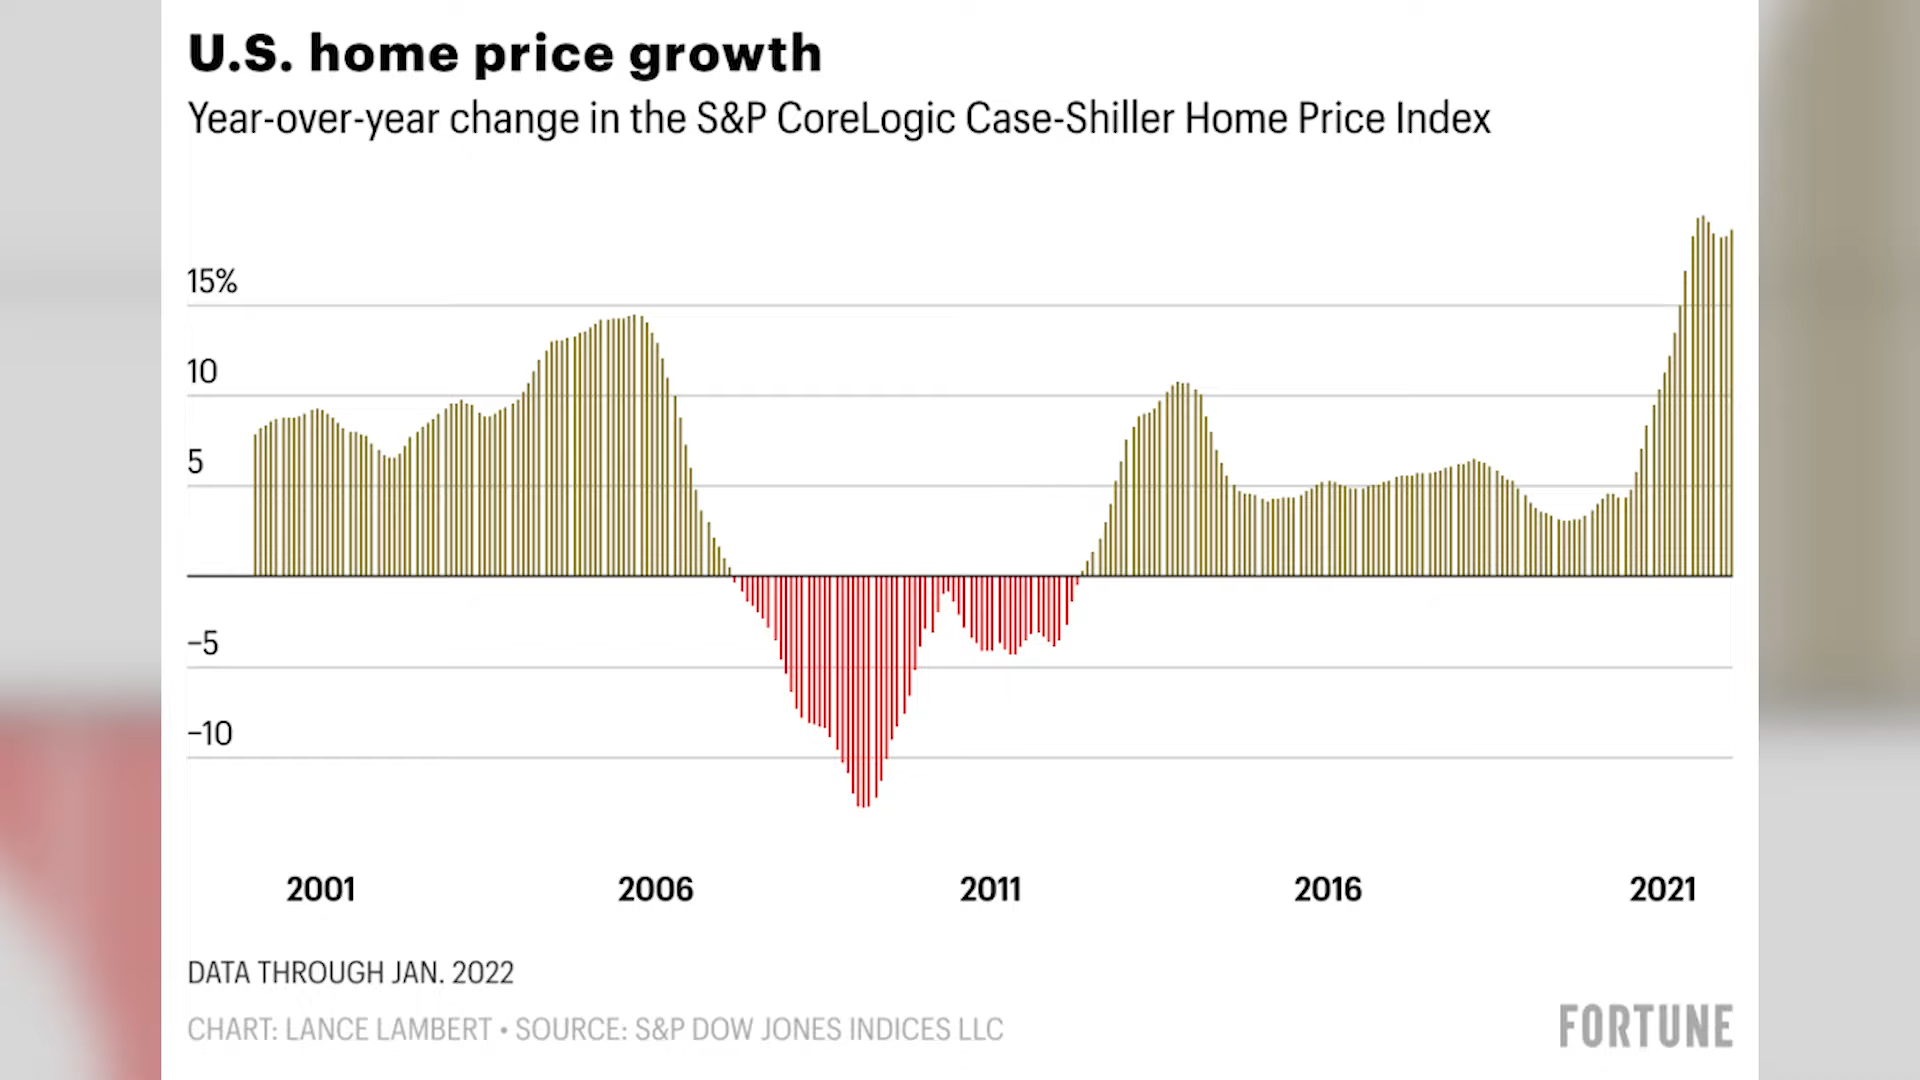 U.S. home price growth
Year-over-year change in the S&P CoreLogic Case-Shiller Home Price Index
15%
10
5
–5
–10
2001 2006 2011 2016 2021
DATA THROUGH JAN. 2022
CHART: LANCE LAMBERT • SOURCE: S&P DOW JONES INDICES LLC
FORTUNE